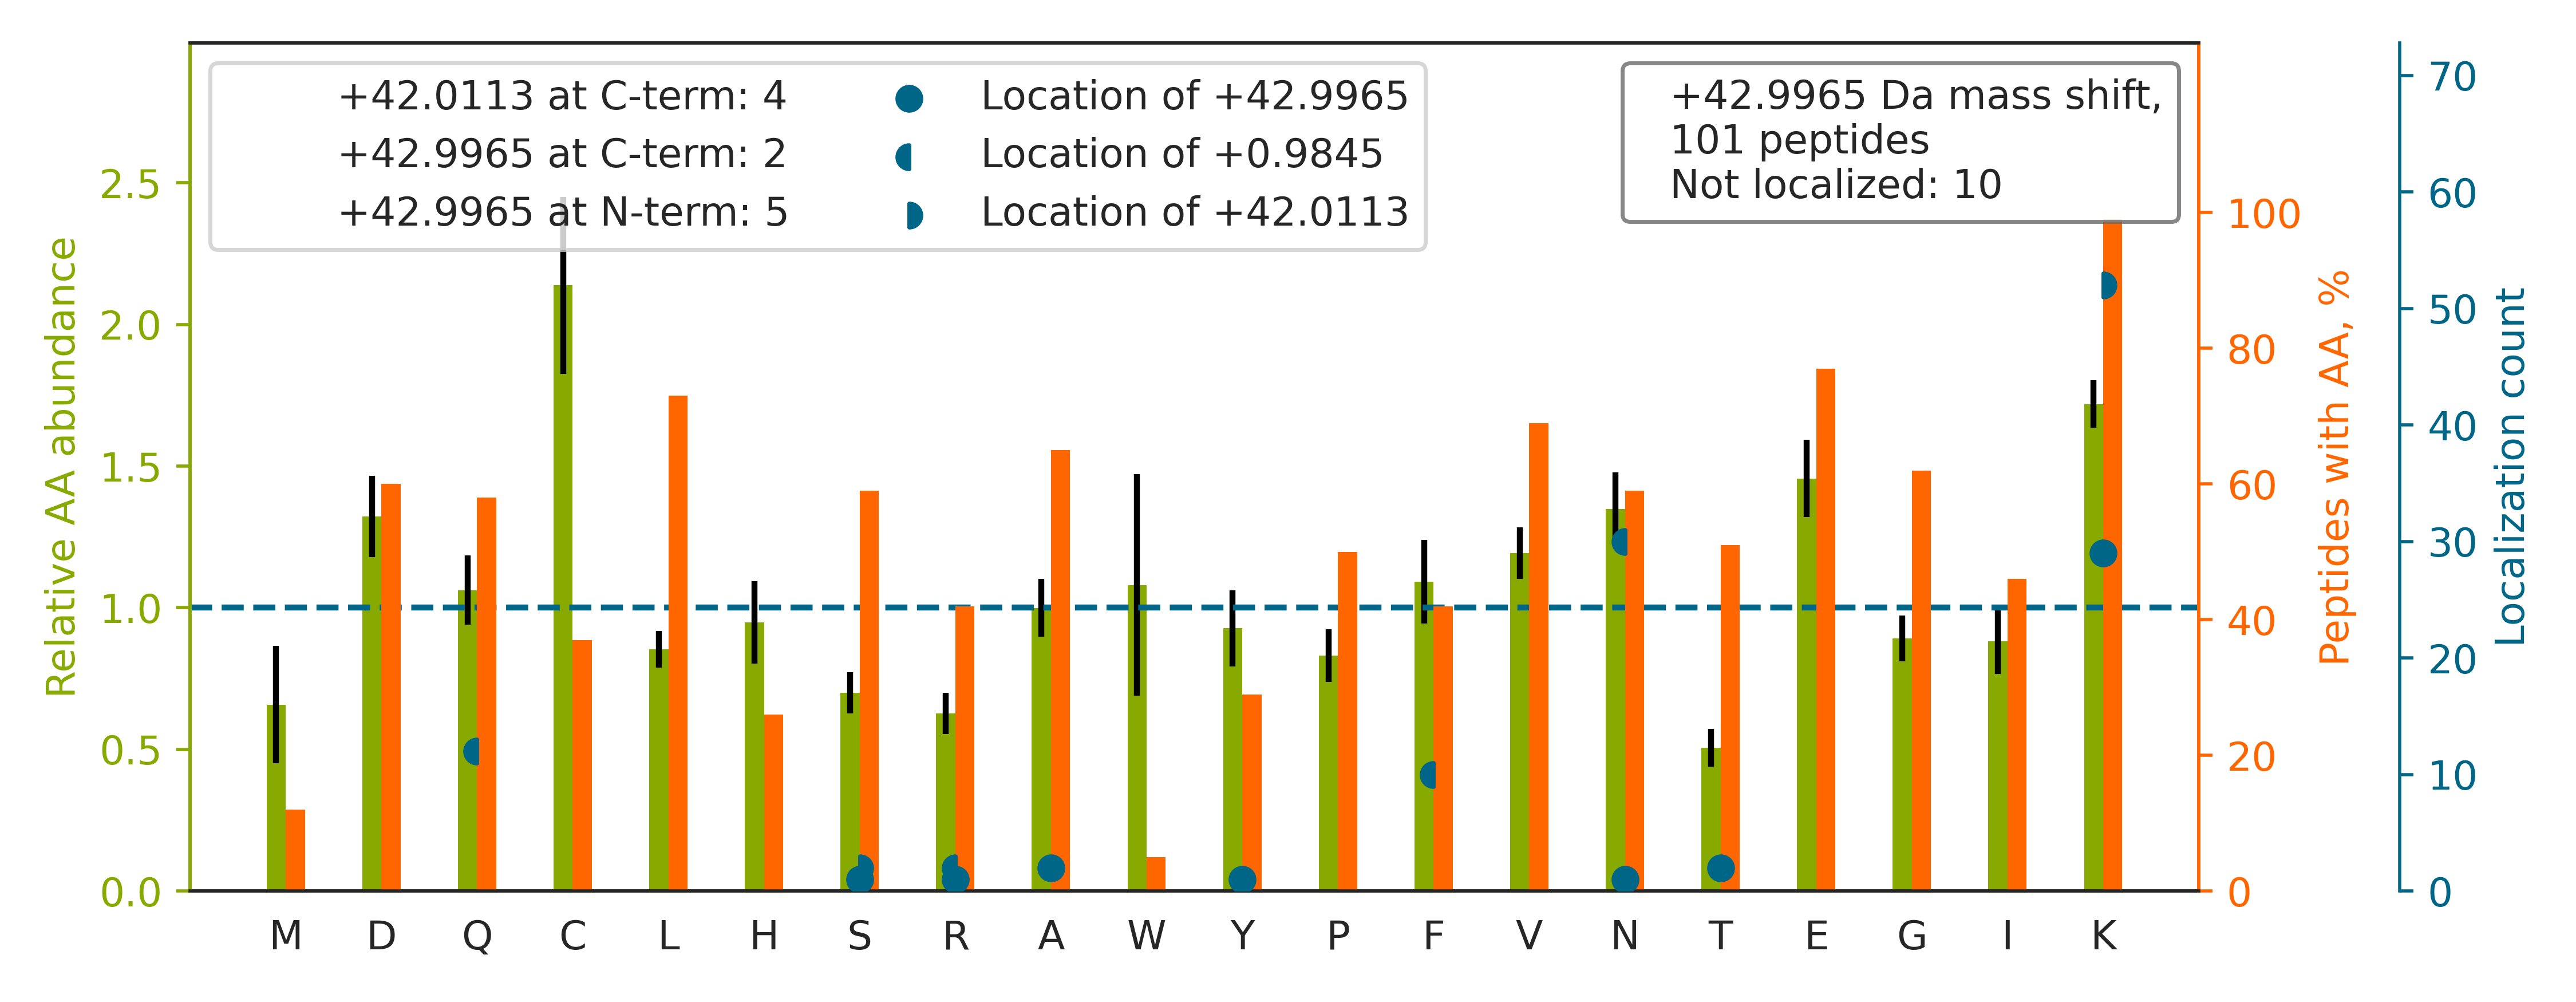 +42.0113 at C-term: 4
+42.9965 at C-term: 2
+42.9965 at N-term: 5
Location of +42.9965
Location of +0.9845
Location of +42.0113
+42.9965 Da mass shift,
101 peptides
Not localized: 10
Relative AA abundance
2.5
2.0
1.5
1.0
0.5
0.0
M D Q C L H S R A W Y P F V N T E G I K
100
80
60
40
20
0
Peptides with AA, %
70
60
50
40
30
20
10
0
Localization count